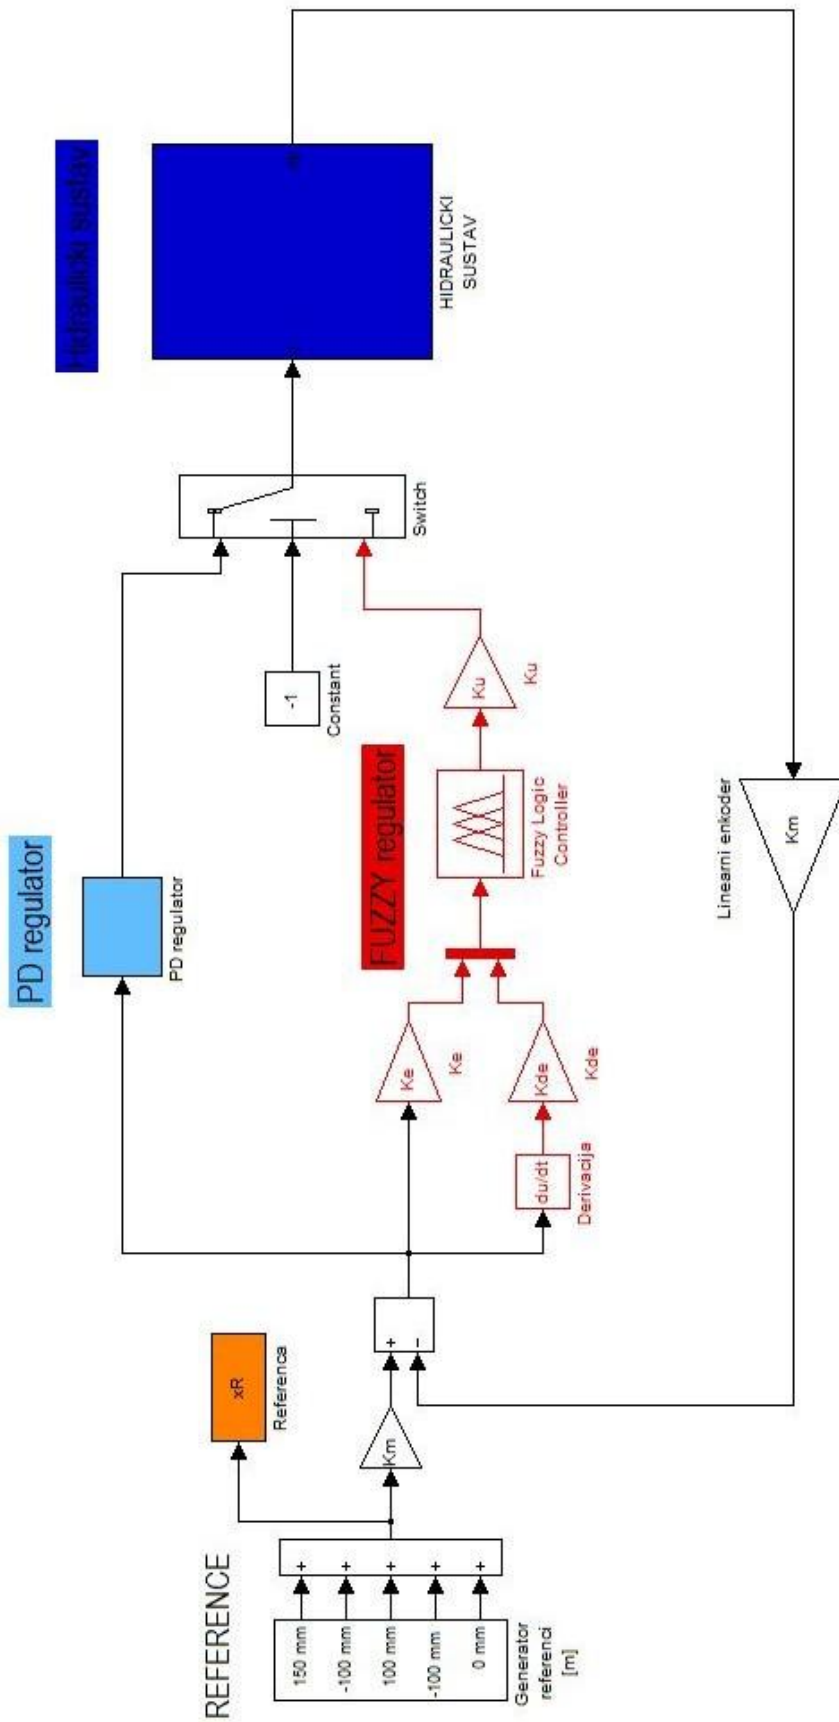 REFERENCE
150 mm
-100 mm
100 mm
-100 mm
0 mm
Generator
referenci
[m]
+
+
+
+
+
xR
Referenca
Km
+
-
PD regulator
PD regulator
du/dt
Derivacija
Ke
Ke
Kde
Kde
FUZZY regulator
Fuzzy Logic
Controller
Ku
Ku
-1
Constant
Switch
Hidraulicki sustav
HIDRAULICKI
SUSTAV
Linearni enkoder
Km